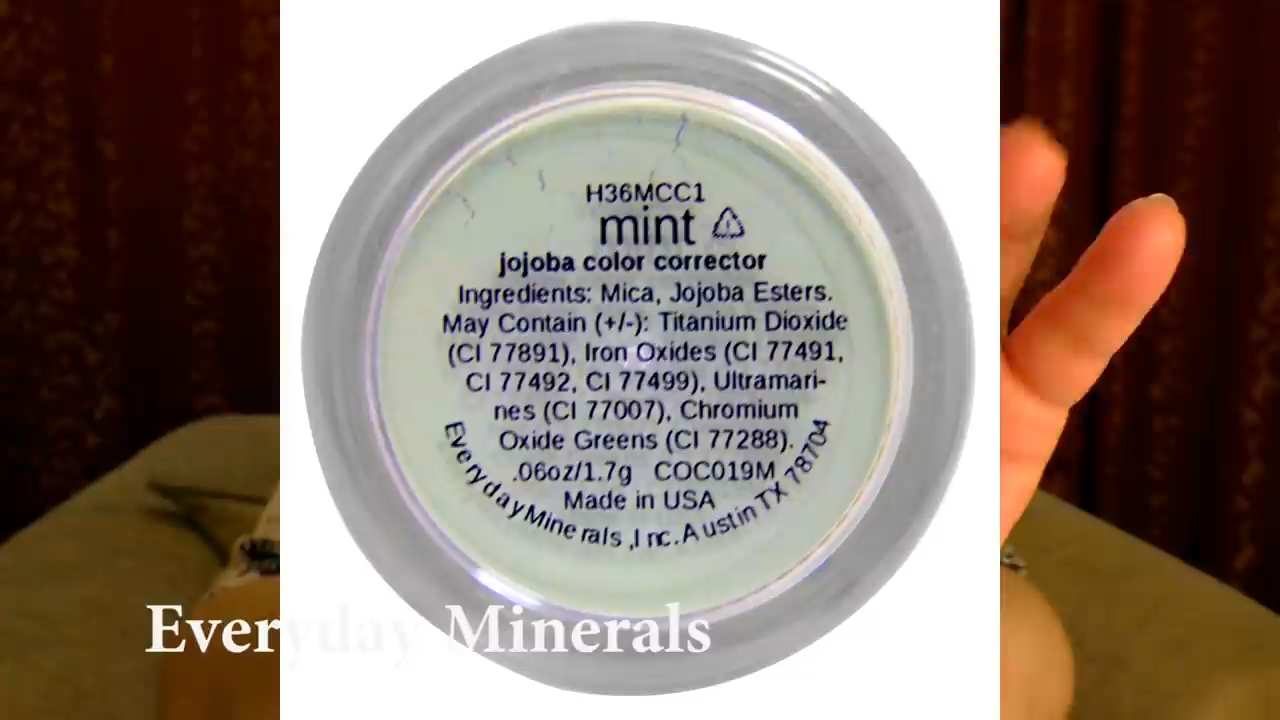 H36MCC1
mint
jojoba color corrector
Ingredients: Mica, Jojoba Esters.
May Contain (+/-): Titanium Dioxide
(CI 77891), Iron Oxides (CI 77491,
CI 77492, CI 77499), Ultramari-
nes (CI 77007), Chromium
Oxide Greens (CI 77288).
.06oz/1.7g COC019M
Made in USA
Everyday Minerals, Inc. Austin TX 78704
Everyday Minerals